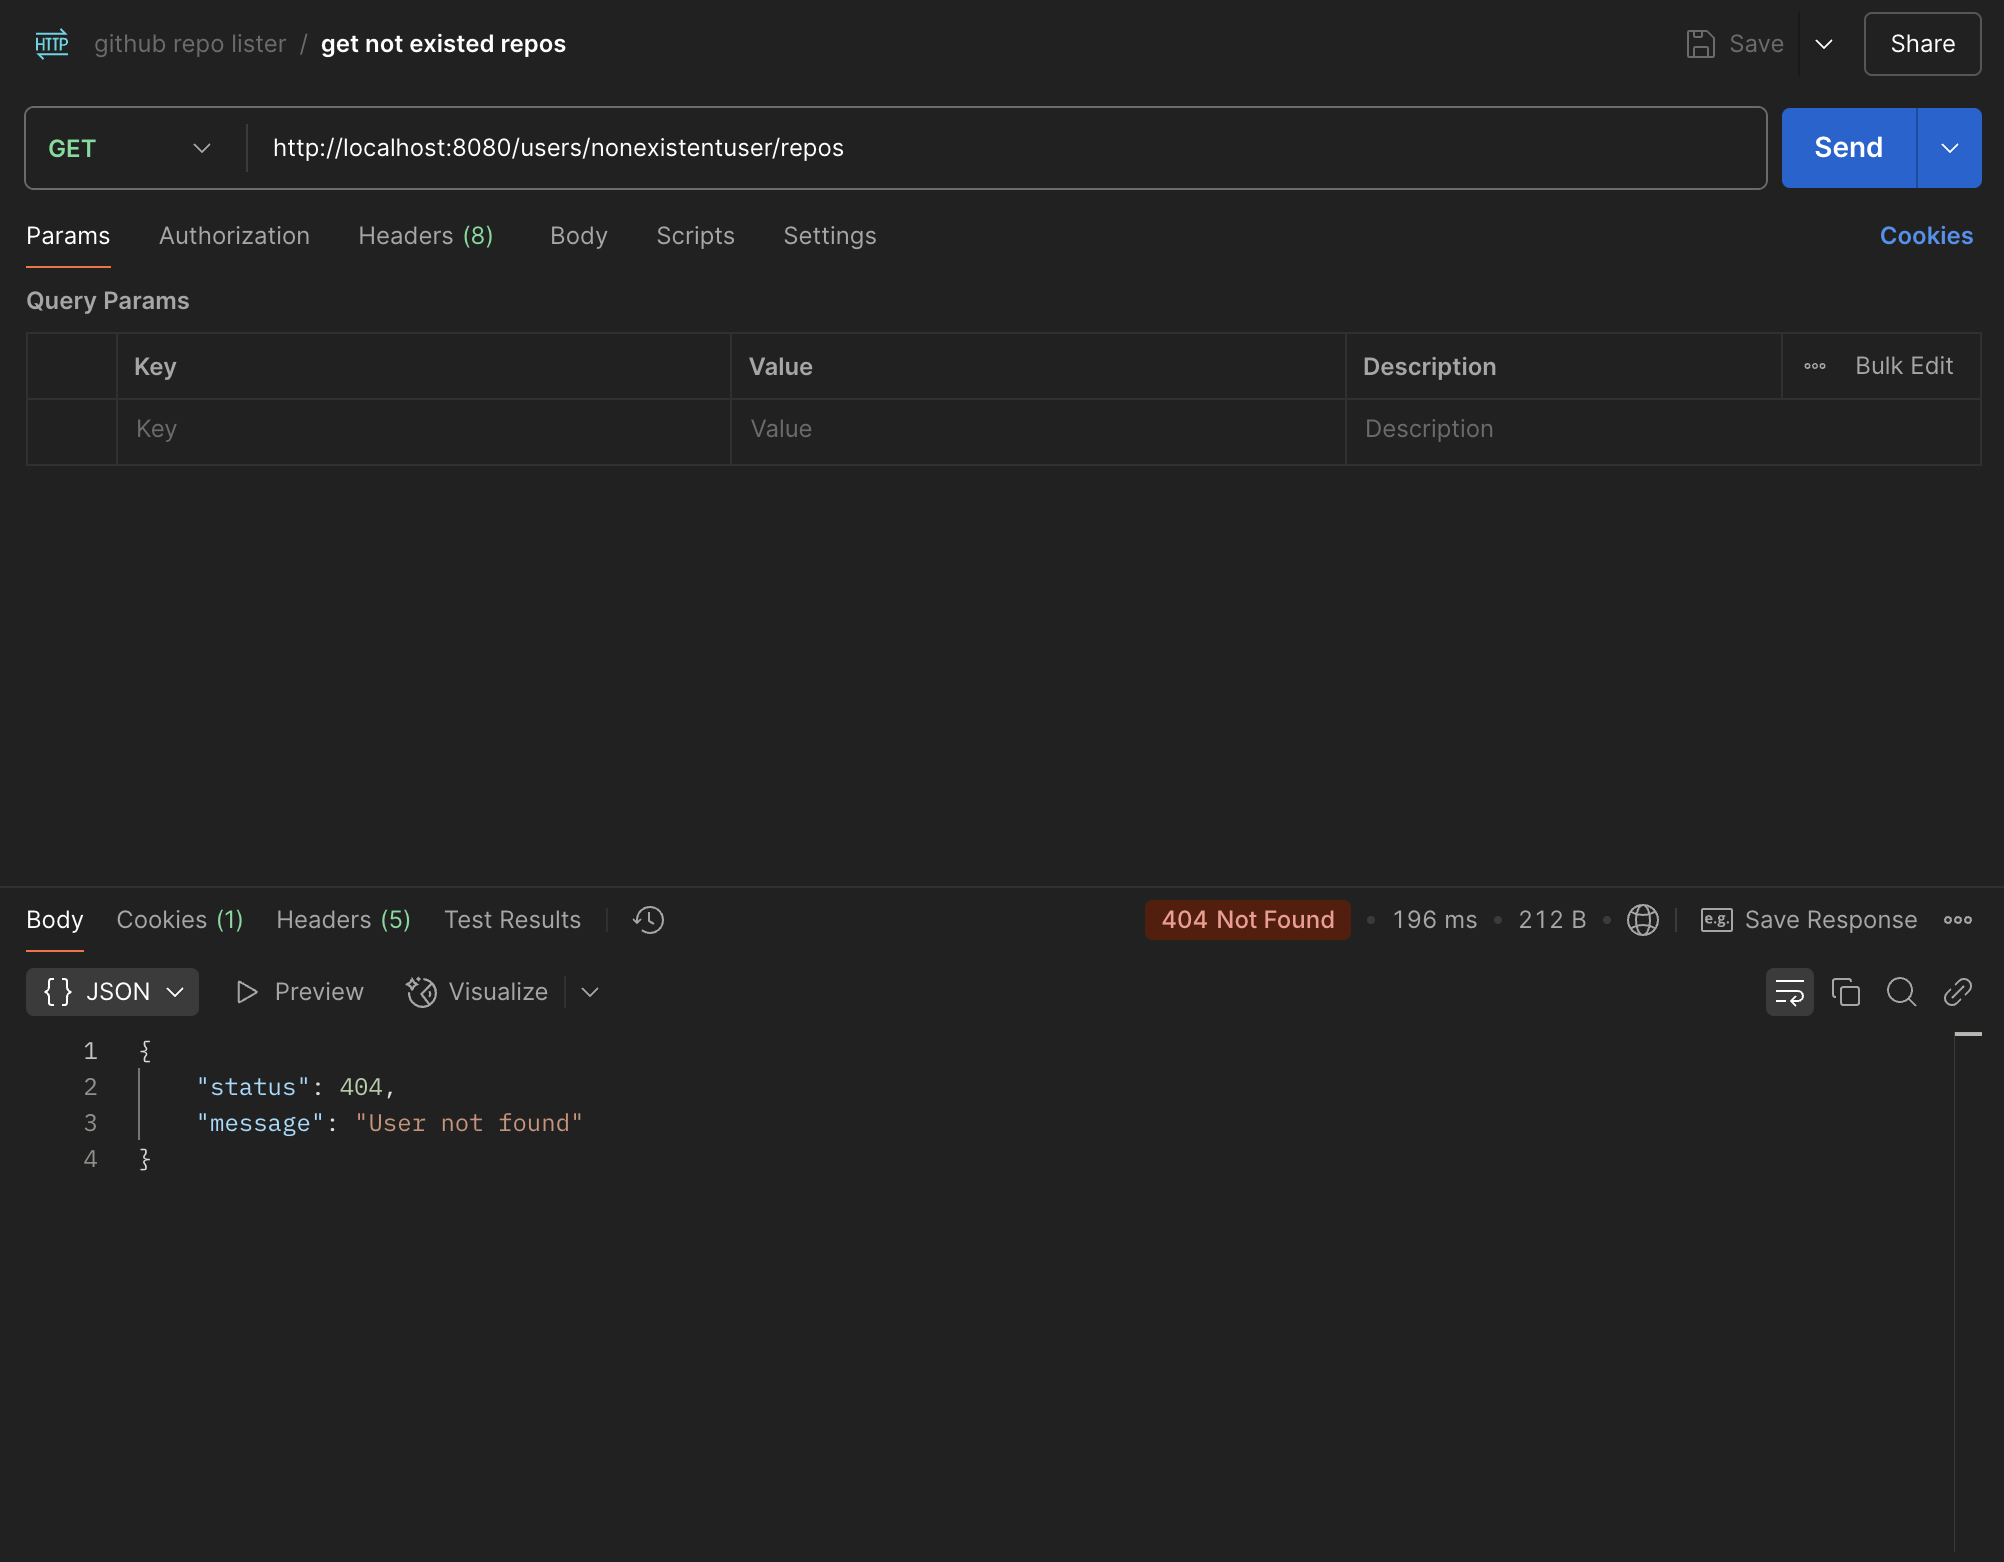 HTTP github repo lister / get not existed repos Save Share
GET http://localhost:8080/users/nonexistentuser/repos Send
Params Authorization Headers (8) Body Scripts Settings Cookies
Query Params
Key Value Description Bulk Edit
Key Value Description
Body Cookies (1) Headers (5) Test Results 404 Not Found • 196 ms • 212 B • e.g. Save Response
{} JSON Preview Visualize
1 {
2 "status": 404,
3 "message": "User not found"
4 }